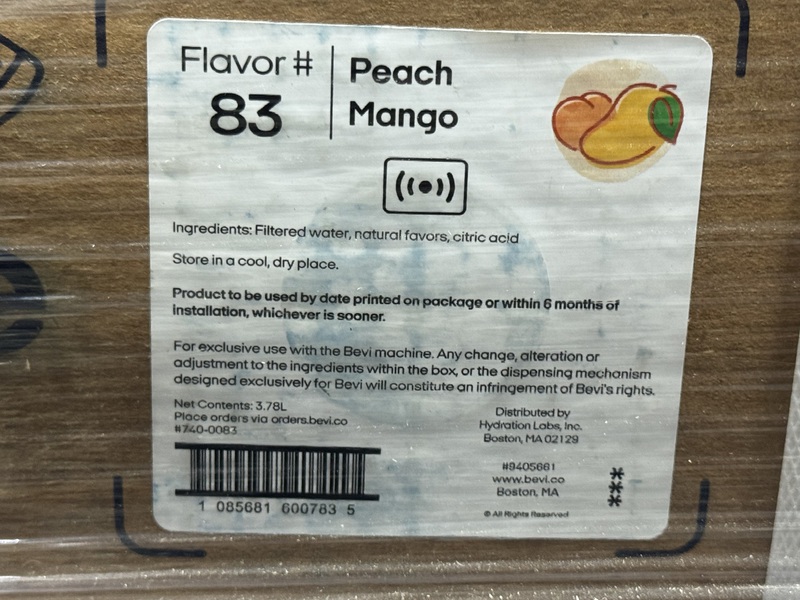 Flavor #
83
Peach
Mango
Ingredients: Filtered water, natural favors, citric acid
Store in a cool, dry place.
Product to be used by date printed on package or within 6 months of
installation, whichever is sooner.
For exclusive use with the Bevi machine. Any change, alteration or
adjustment to the ingredients within the box, or the dispensing mechanism
designed exclusively for Bevi will constitute an infringement of Bevi's rights.
Net Contents: 3.78L
Place orders via orders.bevi.co
#740-0083
1 085681 600783 5
Distributed by
Hydration Labs, Inc.
Boston, MA 02129
#9405661
www.bevi.co
Boston, MA
© All Rights Reserved
***